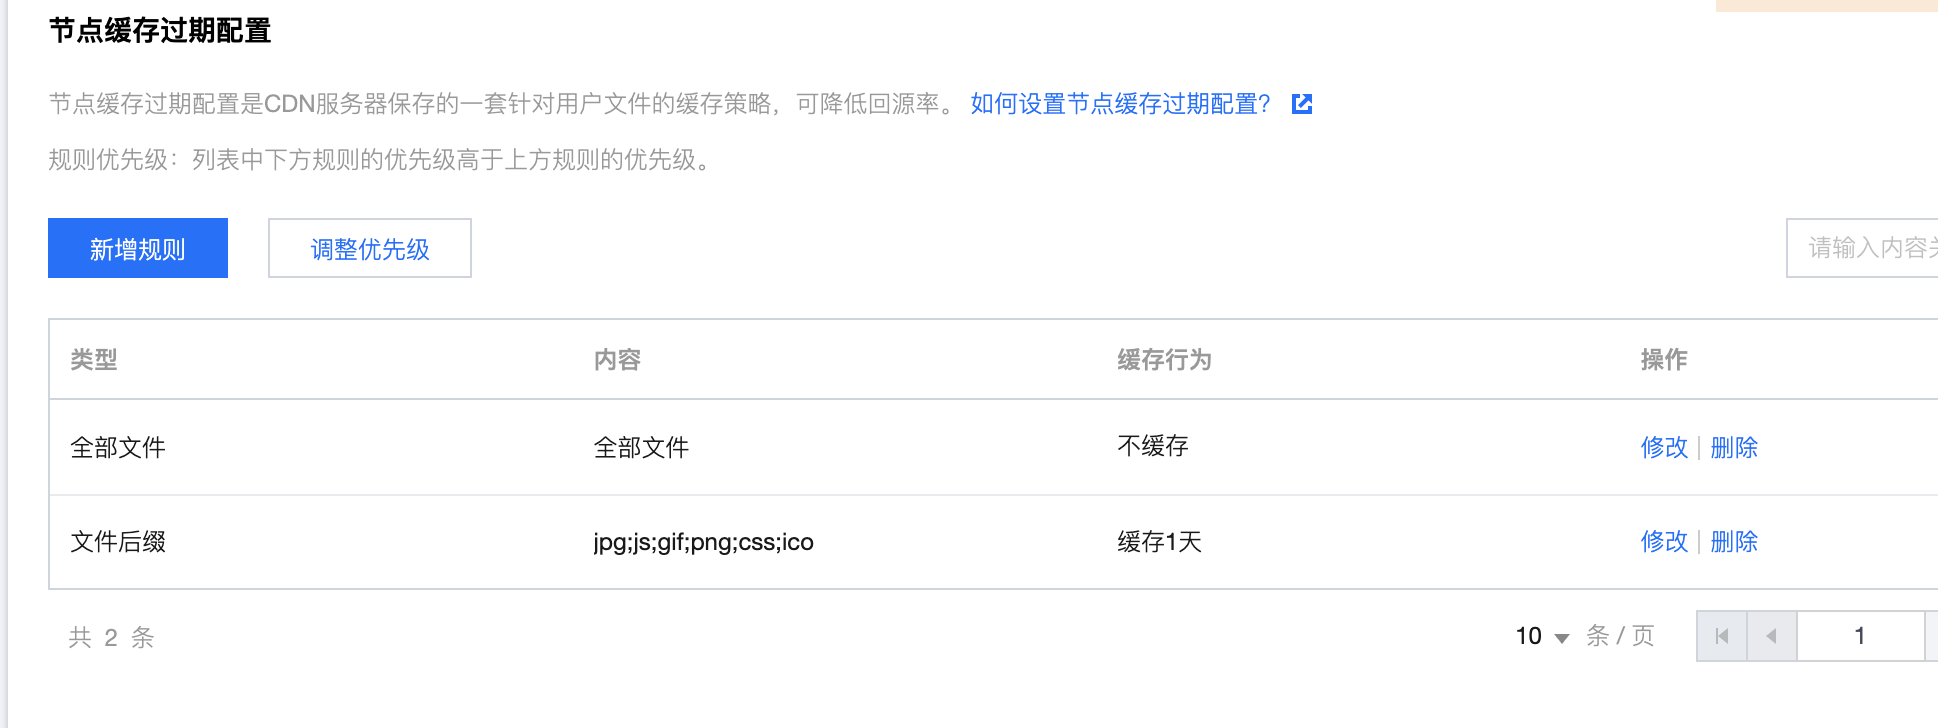 节点缓存过期配置
节点缓存过期配置是CDN服务器保存的一套针对用户文件的缓存策略，可降低回源率。 如何设置节点缓存过期配置？
规则优先级：列表中下方规则的优先级高于上方规则的优先级。
新增规则 调整优先级 请输入内容关
类型 内容 缓存行为 操作
全部文件 全部文件 不缓存 修改 | 删除
文件后缀 jpg;js;gif;png;css;ico 缓存1天 修改 | 删除
共 2 条 10 条 / 页 1